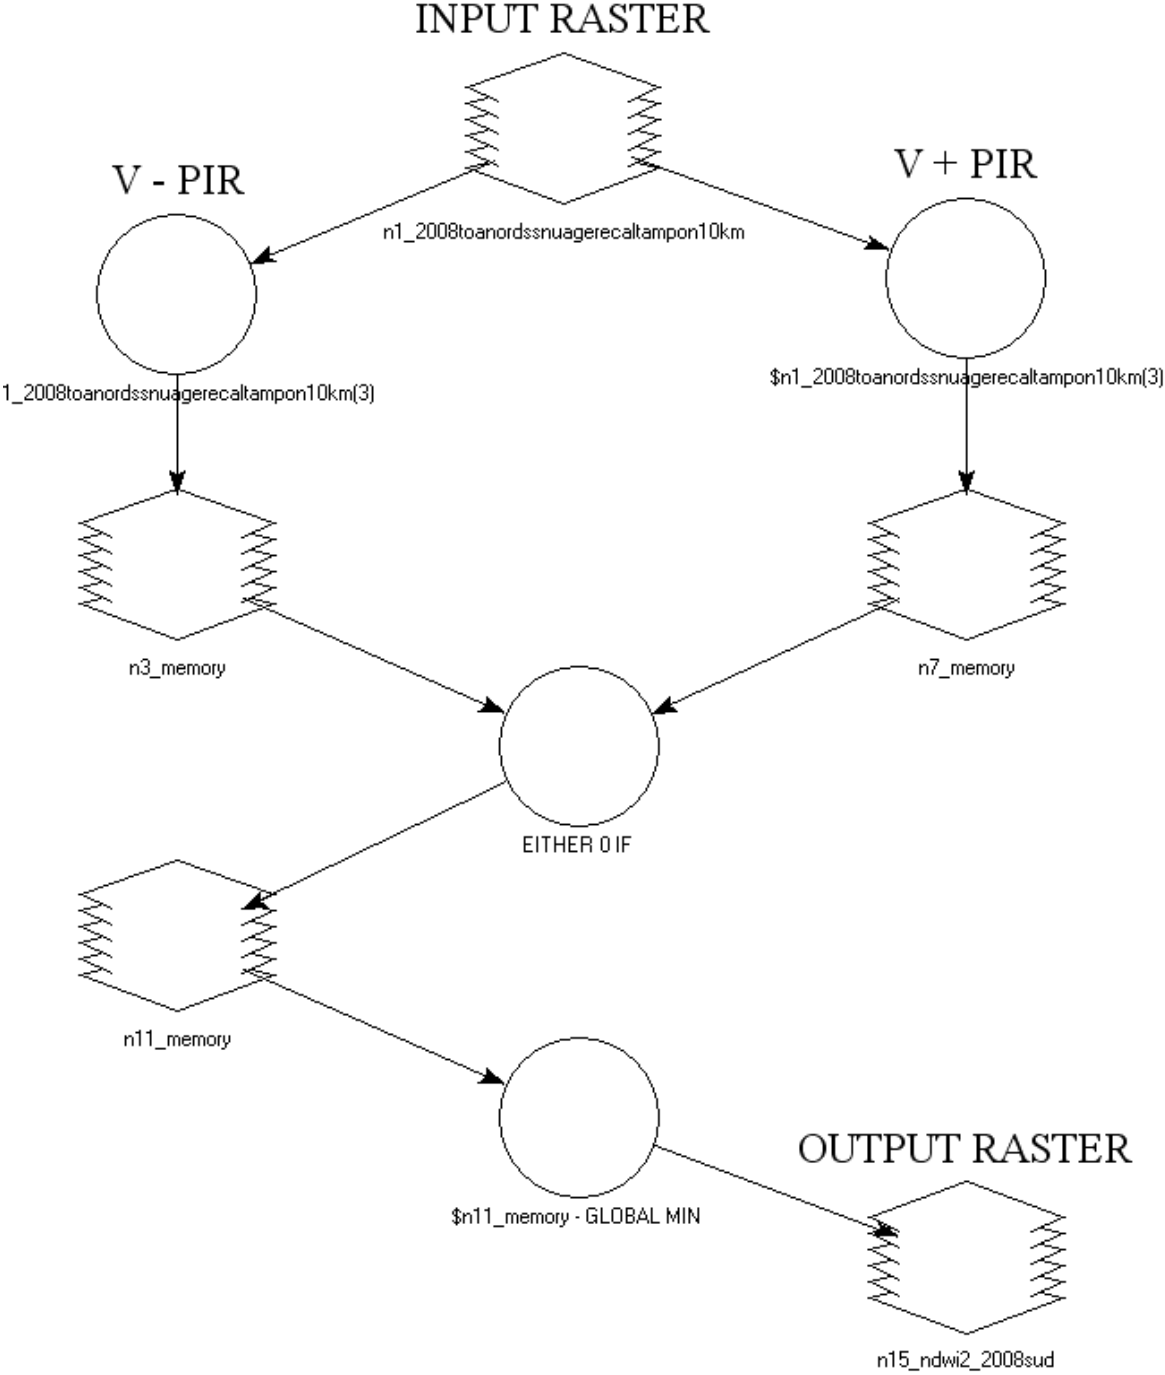 INPUT RASTER
n1_2008toanordssnuagerecaltampon10km
V - PIR
V + PIR
1_2008toanordssnuagerecaltampon10km(3)
$n1_2008toanordssnuagerecaltampon10km(3)
n3_memory
n7_memory
EITHER 0 IF
n11_memory
$n11_memory - GLOBAL MIN
OUTPUT RASTER
n15_ndwi2_2008sud